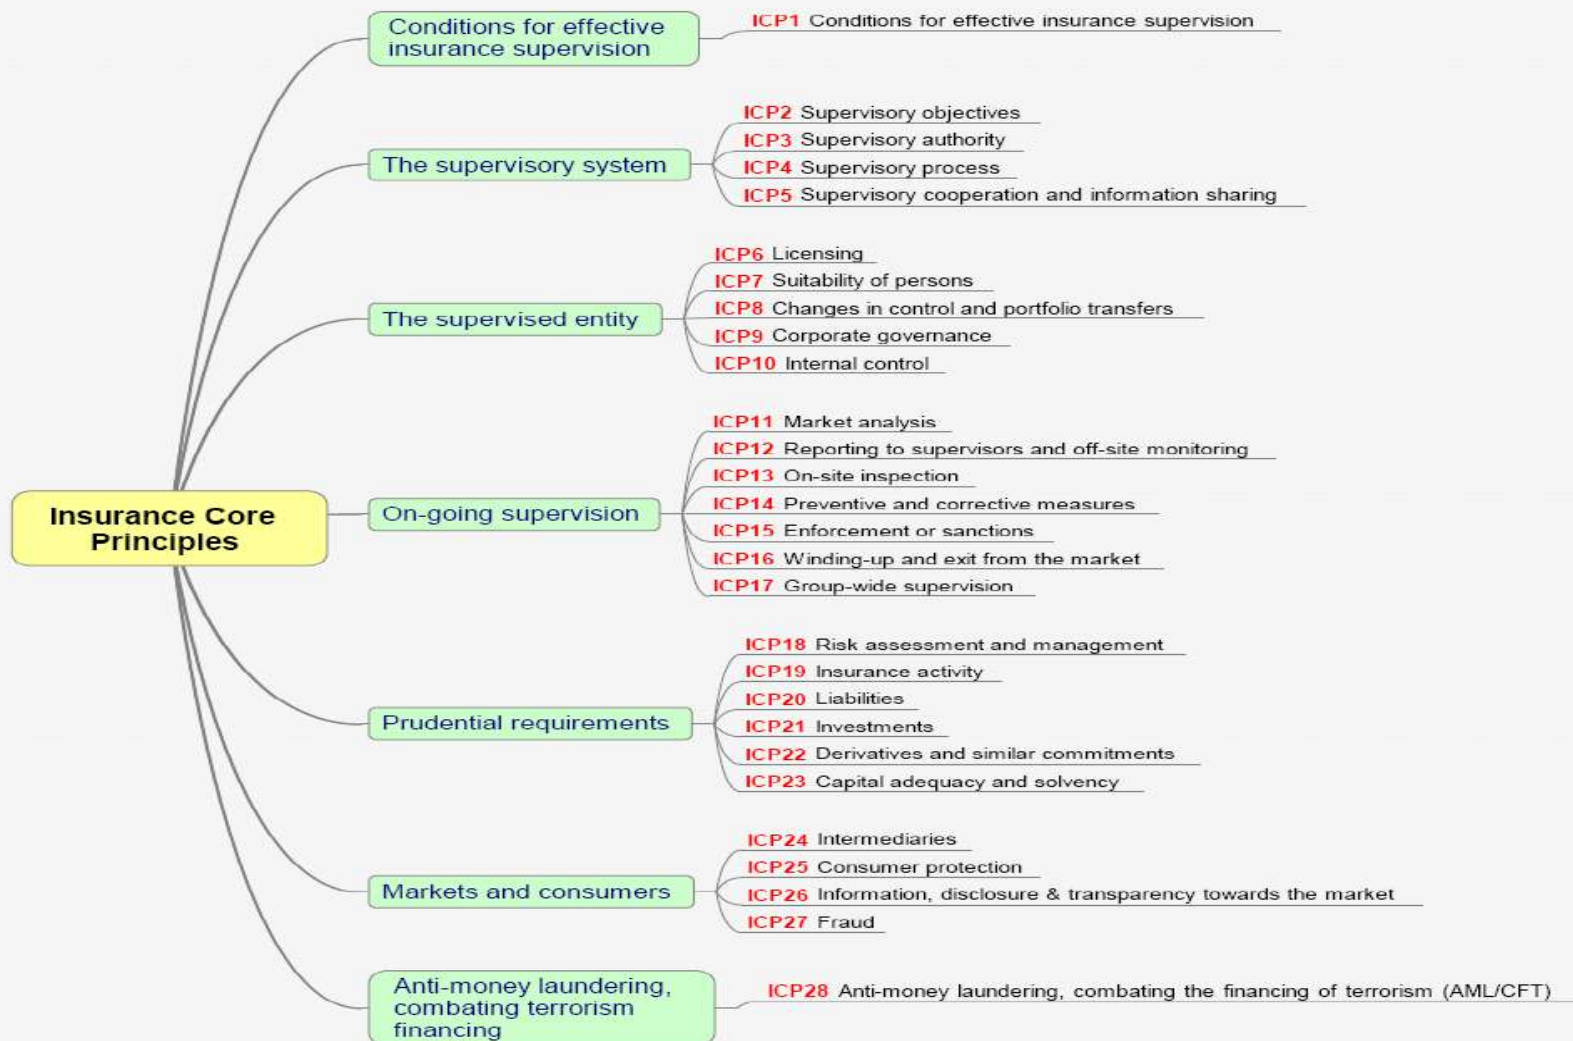 Conditions for effective
insurance supervision
ICP1 Conditions for effective insurance supervision
The supervisory system
ICP2 Supervisory objectives
ICP3 Supervisory authority
ICP4 Supervisory process
ICP5 Supervisory cooperation and information sharing
The supervised entity
ICP6 Licensing
ICP7 Suitability of persons
ICP8 Changes in control and portfolio transfers
ICP9 Corporate governance
ICP10 Internal control
Insurance Core
Principles
On-going supervision
ICP11 Market analysis
ICP12 Reporting to supervisors and off-site monitoring
ICP13 On-site inspection
ICP14 Preventive and corrective measures
ICP15 Enforcement or sanctions
ICP16 Winding-up and exit from the market
ICP17 Group-wide supervision
Prudential requirements
ICP18 Risk assessment and management
ICP19 Insurance activity
ICP20 Liabilities
ICP21 Investments
ICP22 Derivatives and similar commitments
ICP23 Capital adequacy and solvency
Markets and consumers
ICP24 Intermediaries
ICP25 Consumer protection
ICP26 Information, disclosure & transparency towards the market
ICP27 Fraud
Anti-money laundering,
combating terrorism
financing
ICP28 Anti-money laundering, combating the financing of terrorism (AML/CFT)